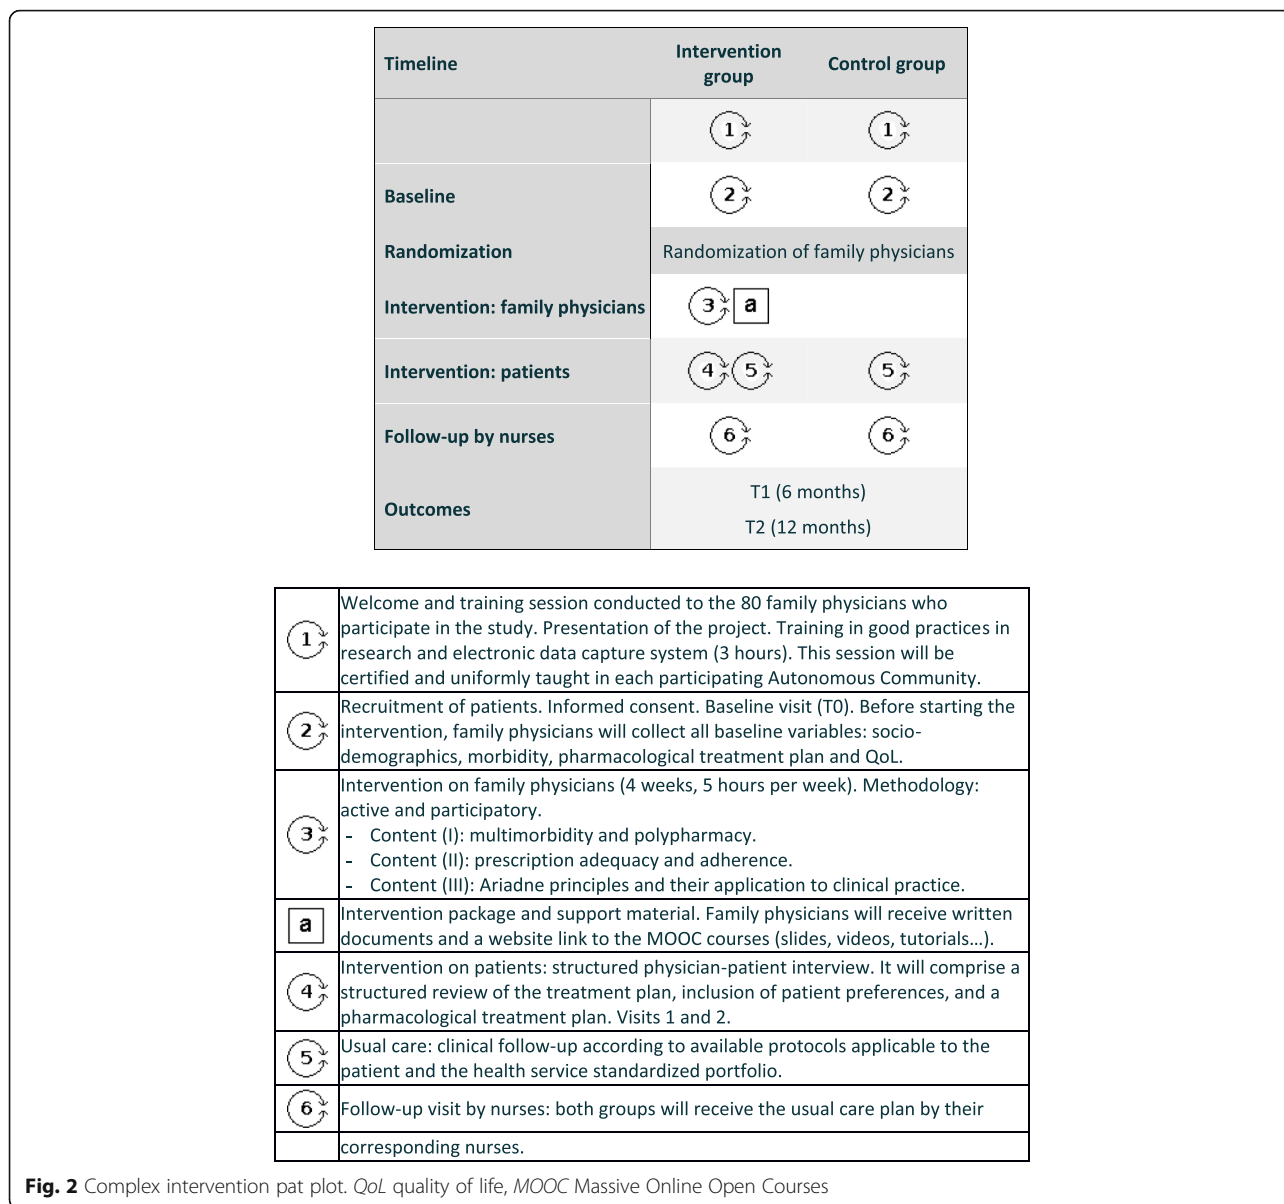 Timeline
Intervention
group
Control group
1
1
Baseline
2
2
Randomization
Randomization of family physicians
Intervention: family physicians
3 a
Intervention: patients
4 5
5
Follow-up by nurses
6
6
Outcomes
T1 (6 months)
T2 (12 months)
1
Welcome and training session conducted to the 80 family physicians who
participate in the study. Presentation of the project. Training in good practices in
research and electronic data capture system (3 hours). This session will be
certified and uniformly taught in each participating Autonomous Community.
2
Recruitment of patients. Informed consent. Baseline visit (T0). Before starting the
intervention, family physicians will collect all baseline variables: socio-
demographics, morbidity, pharmacological treatment plan and QoL.
3
Intervention on family physicians (4 weeks, 5 hours per week). Methodology:
active and participatory.
- Content (I): multimorbidity and polypharmacy.
- Content (II): prescription adequacy and adherence.
- Content (III): Ariadne principles and their application to clinical practice.
a
Intervention package and support material. Family physicians will receive written
documents and a website link to the MOOC courses (slides, videos, tutorials…).
4
Intervention on patients: structured physician-patient interview. It will comprise a
structured review of the treatment plan, inclusion of patient preferences, and a
pharmacological treatment plan. Visits 1 and 2.
5
Usual care: clinical follow-up according to available protocols applicable to the
patient and the health service standardized portfolio.
6
Follow-up visit by nurses: both groups will receive the usual care plan by their
corresponding nurses.
Fig. 2 Complex intervention pat plot. QoL quality of life, MOOC Massive Online Open Courses